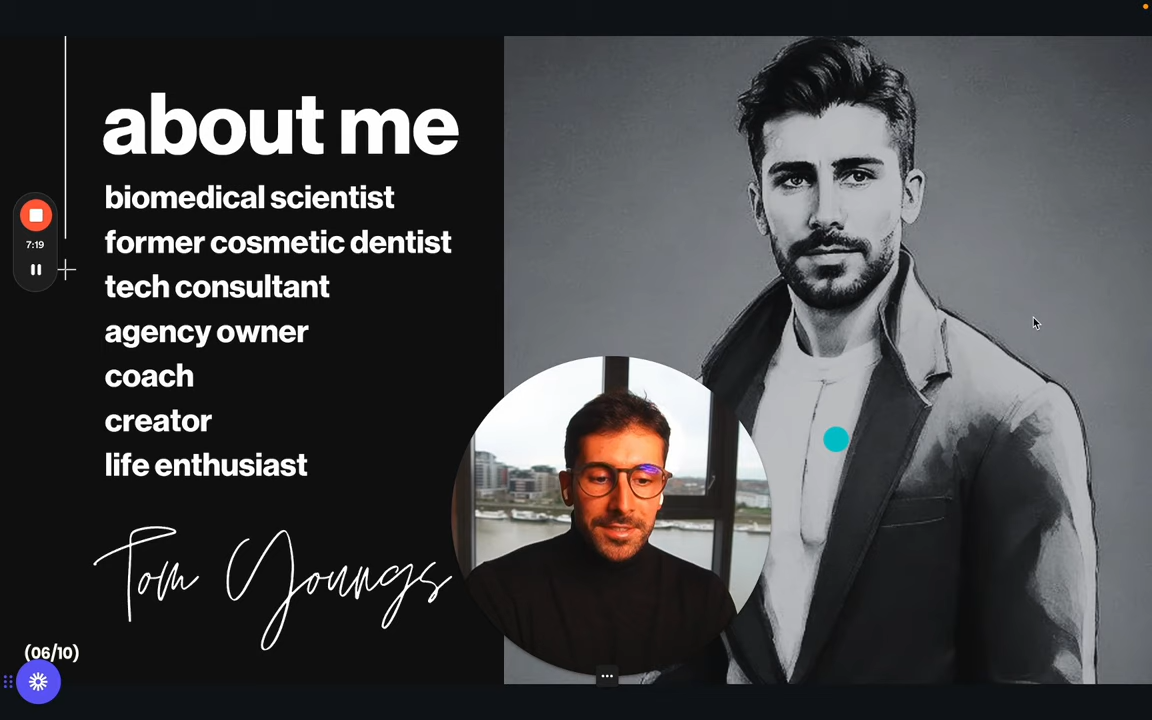 about me
biomedical scientist
former cosmetic dentist
7:19
tech consultant
agency owner
coach
creator
life enthusiast
Tom Youngs
(06/10)